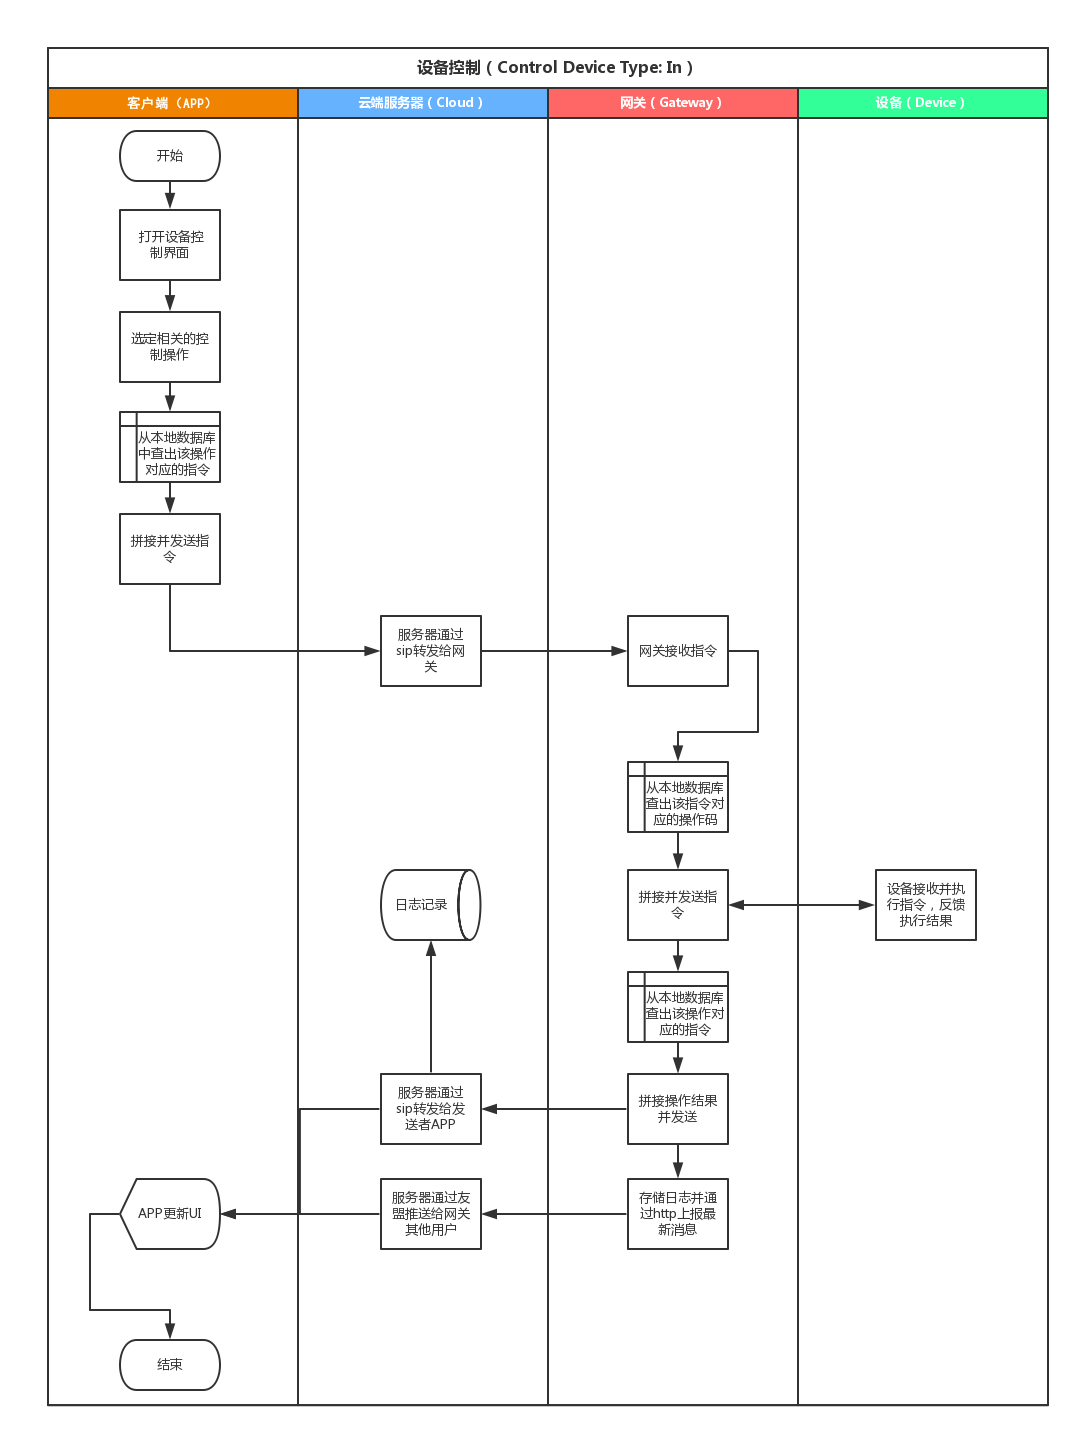 设备控制（Control Device Type: In）
客户端（APP）
云端服务器（Cloud）
网关（Gateway）
设备（Device）
开始
打开设备控
制界面
选定相关的控
制操作
从本地数据库
中查出该操作
对应的指令
拼接并发送指
令
服务器通过
sip转发给网
关
网关接收指令
从本地数据库
查出该指令对
应的操作码
日志记录
拼接并发送指
令
设备接收并执
行指令，反馈
执行结果
从本地数据库
查出该操作对
应的指令
服务器通过
sip转发给发
送者APP
拼接操作结果
并发送
APP更新UI
服务器通过友
盟推送给网关
其他用户
存储日志并通
过http上报最
新消息
结束